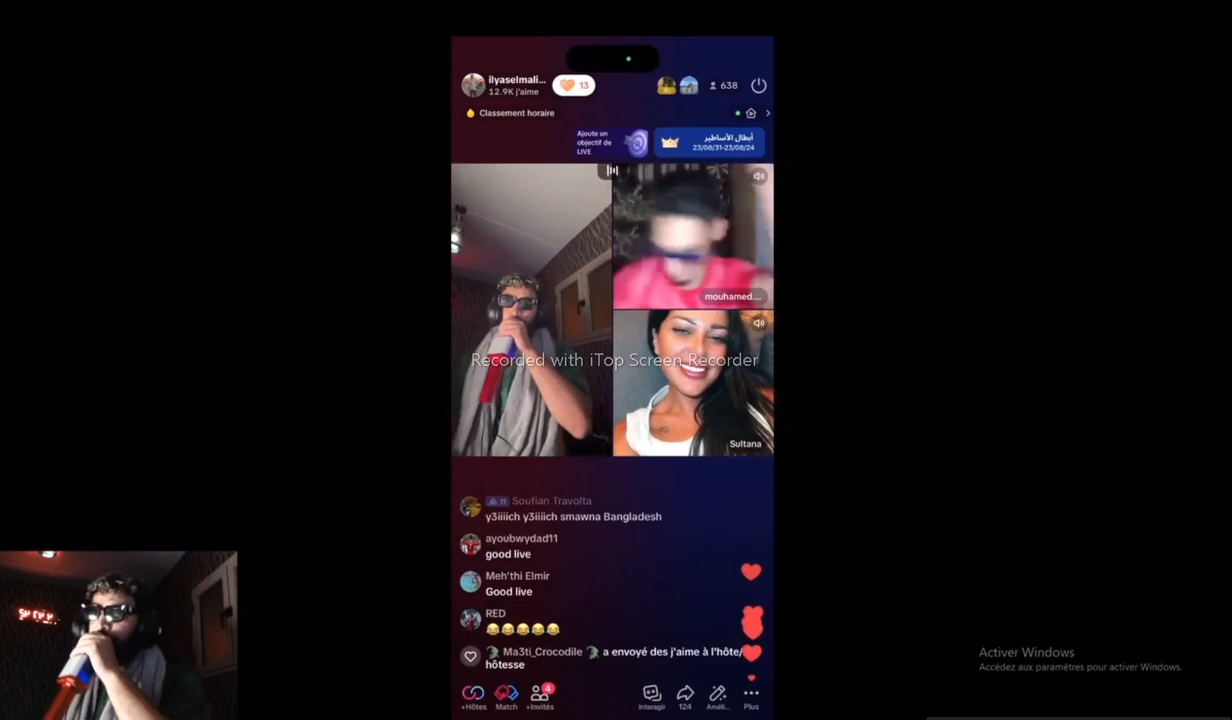 ilyaselmali...
12.9K j'aime
13
638
Classement horaire
Ajoute un
objectif de
LIVE
أبطال الأساطير
23/08/31-23/08/24
mouhamed....
Recorded with iTop Screen Recorder
Sultana
11 Soufian Travolta
y3iiiich y3iiiich smawna Bangladesh
ayoubwydad11
good live
Meh'thi Elmir
Good live
RED
😂😂😂😂😂
Ma3ti_Crocodile a envoyé des j'aime à l'hôte/
hôtesse
4
+Hôtes
Match
+Invités
Interagir
124
Améli...
Plus
Activer Windows
Accédez aux paramètres pour activer Windows.